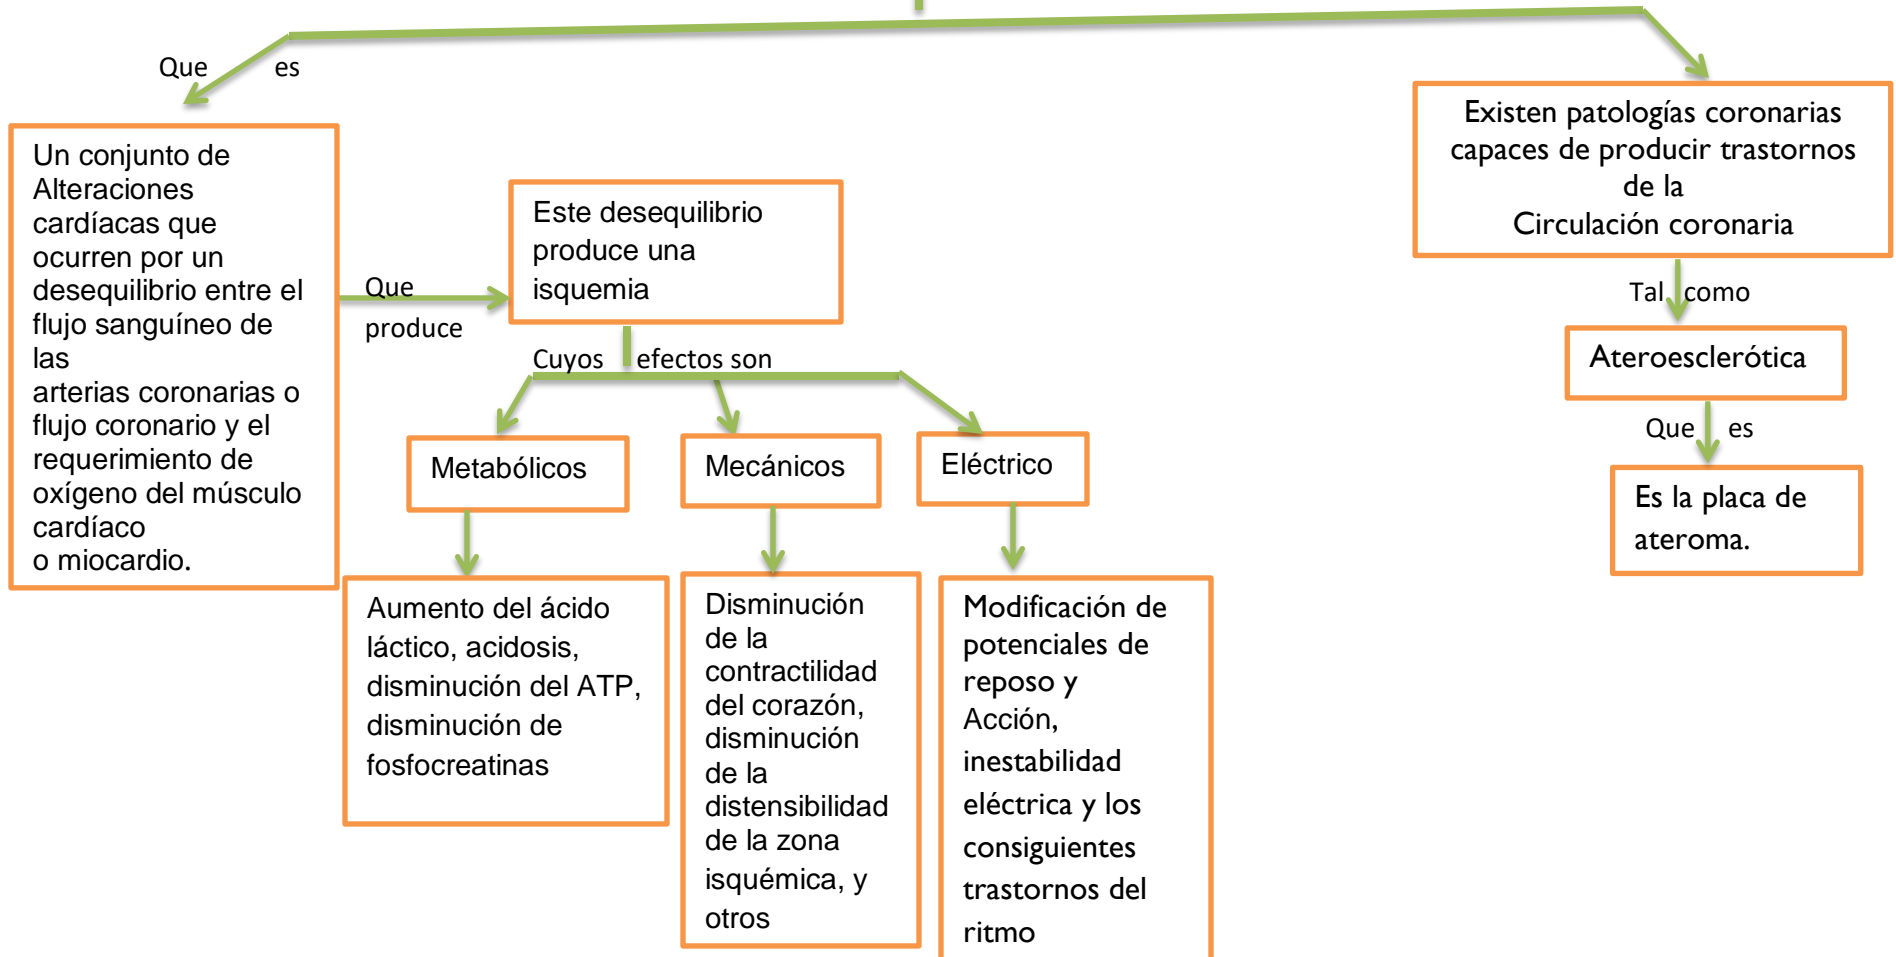 Que es
Un conjunto de
Alteraciones
cardíacas que
ocurren por un
desequilibrio entre el
flujo sanguíneo de
las
arterias coronarias o
flujo coronario y el
requerimiento de
oxígeno del músculo
cardíaco
o miocardio.
Que
produce
Este desequilibrio
produce una
isquemia
Cuyos efectos son
Metabólicos
Mecánicos
Eléctrico
Aumento del ácido
láctico, acidosis,
disminución del ATP,
disminución de
fosfocreatinas
Disminución
de la
contractilidad
del corazón,
disminución
de la
distensibilidad
de la zona
isquémica, y
otros
Modificación de
potenciales de
reposo y
Acción,
inestabilidad
eléctrica y los
consiguientes
trastornos del
ritmo
Existen patologías coronarias
capaces de producir trastornos
de la
Circulación coronaria
Tal como
Ateroesclerótica
Que es
Es la placa de
ateroma.